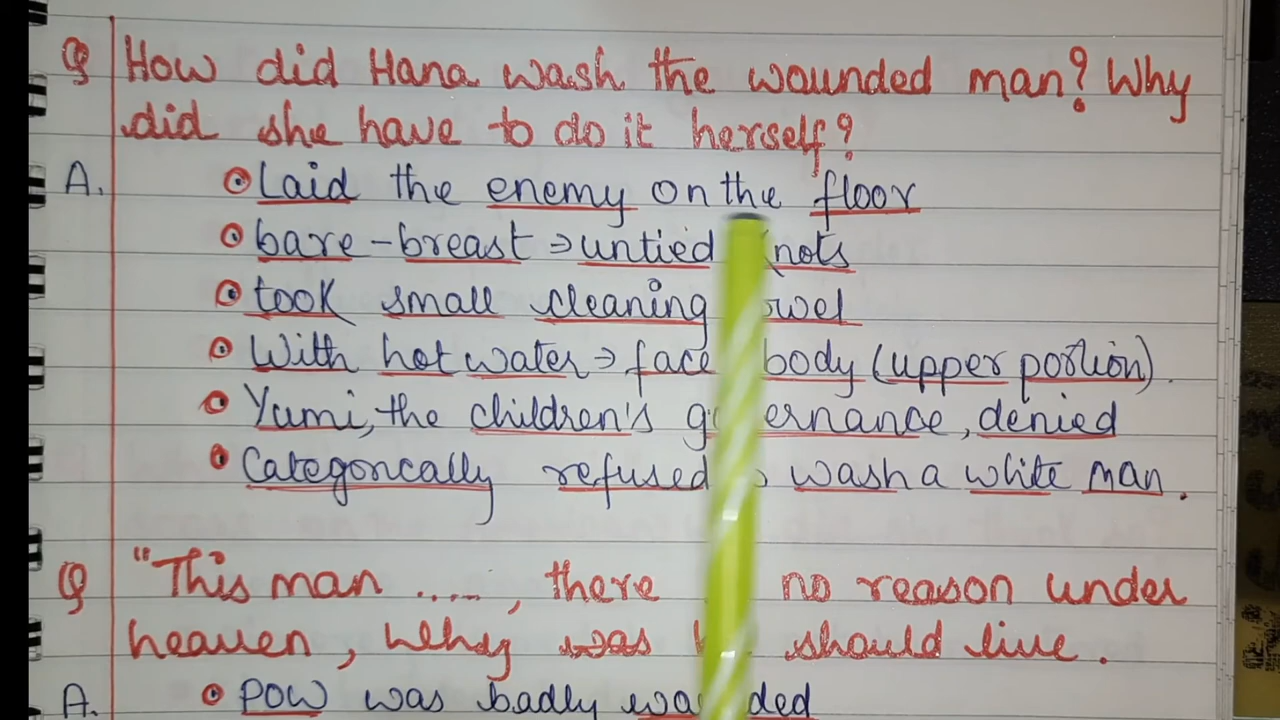 Q How did Hana wash the wounded man? Why
did she have to do it herself?
A. Laid the enemy on the floor
bare-breast ⇒ untied knots
took small cleaning
With hot water ⇒ face body (upper portion).
Yumi, the children's , denied
Categorically refused wash a white man.
Q "This man ....., there no reason under
heaven, why was should live.
A. POW was badly